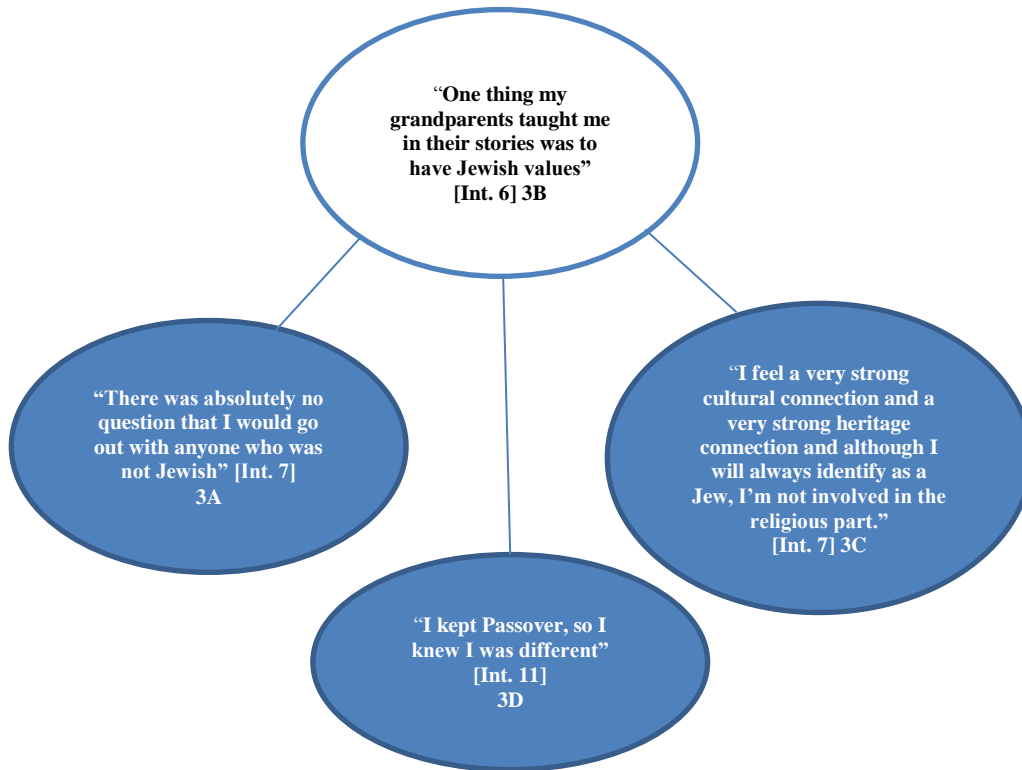 “One thing my
grandparents taught me
in their stories was to
have Jewish values”
[Int. 6] 3B
“There was absolutely no
question that I would go
out with anyone who was
not Jewish” [Int. 7]
3A
“I feel a very strong
cultural connection and a
very strong heritage
connection and although I
will always identify as a
Jew, I’m not involved in the
religious part.”
[Int. 7] 3C
“I kept Passover, so I
knew I was different”
[Int. 11]
3D